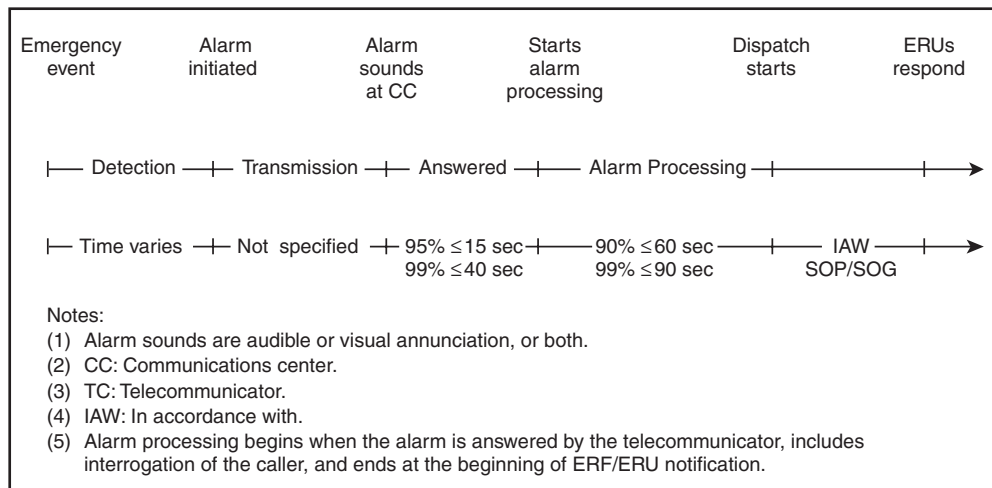 Emergency event
Alarm initiated
Alarm sounds at CC
Starts alarm processing
Dispatch starts
ERUs respond
Detection
Transmission
Answered
Alarm Processing
Time varies
Not specified
95% ≤15 sec
99% ≤40 sec
90% ≤60 sec
99% ≤90 sec
IAW
SOP/SOG
Notes:
(1) Alarm sounds are audible or visual annunciation, or both.
(2) CC: Communications center.
(3) TC: Telecommunicator.
(4) IAW: In accordance with.
(5) Alarm processing begins when the alarm is answered by the telecommunicator, includes
interrogation of the caller, and ends at the beginning of ERF/ERU notification.